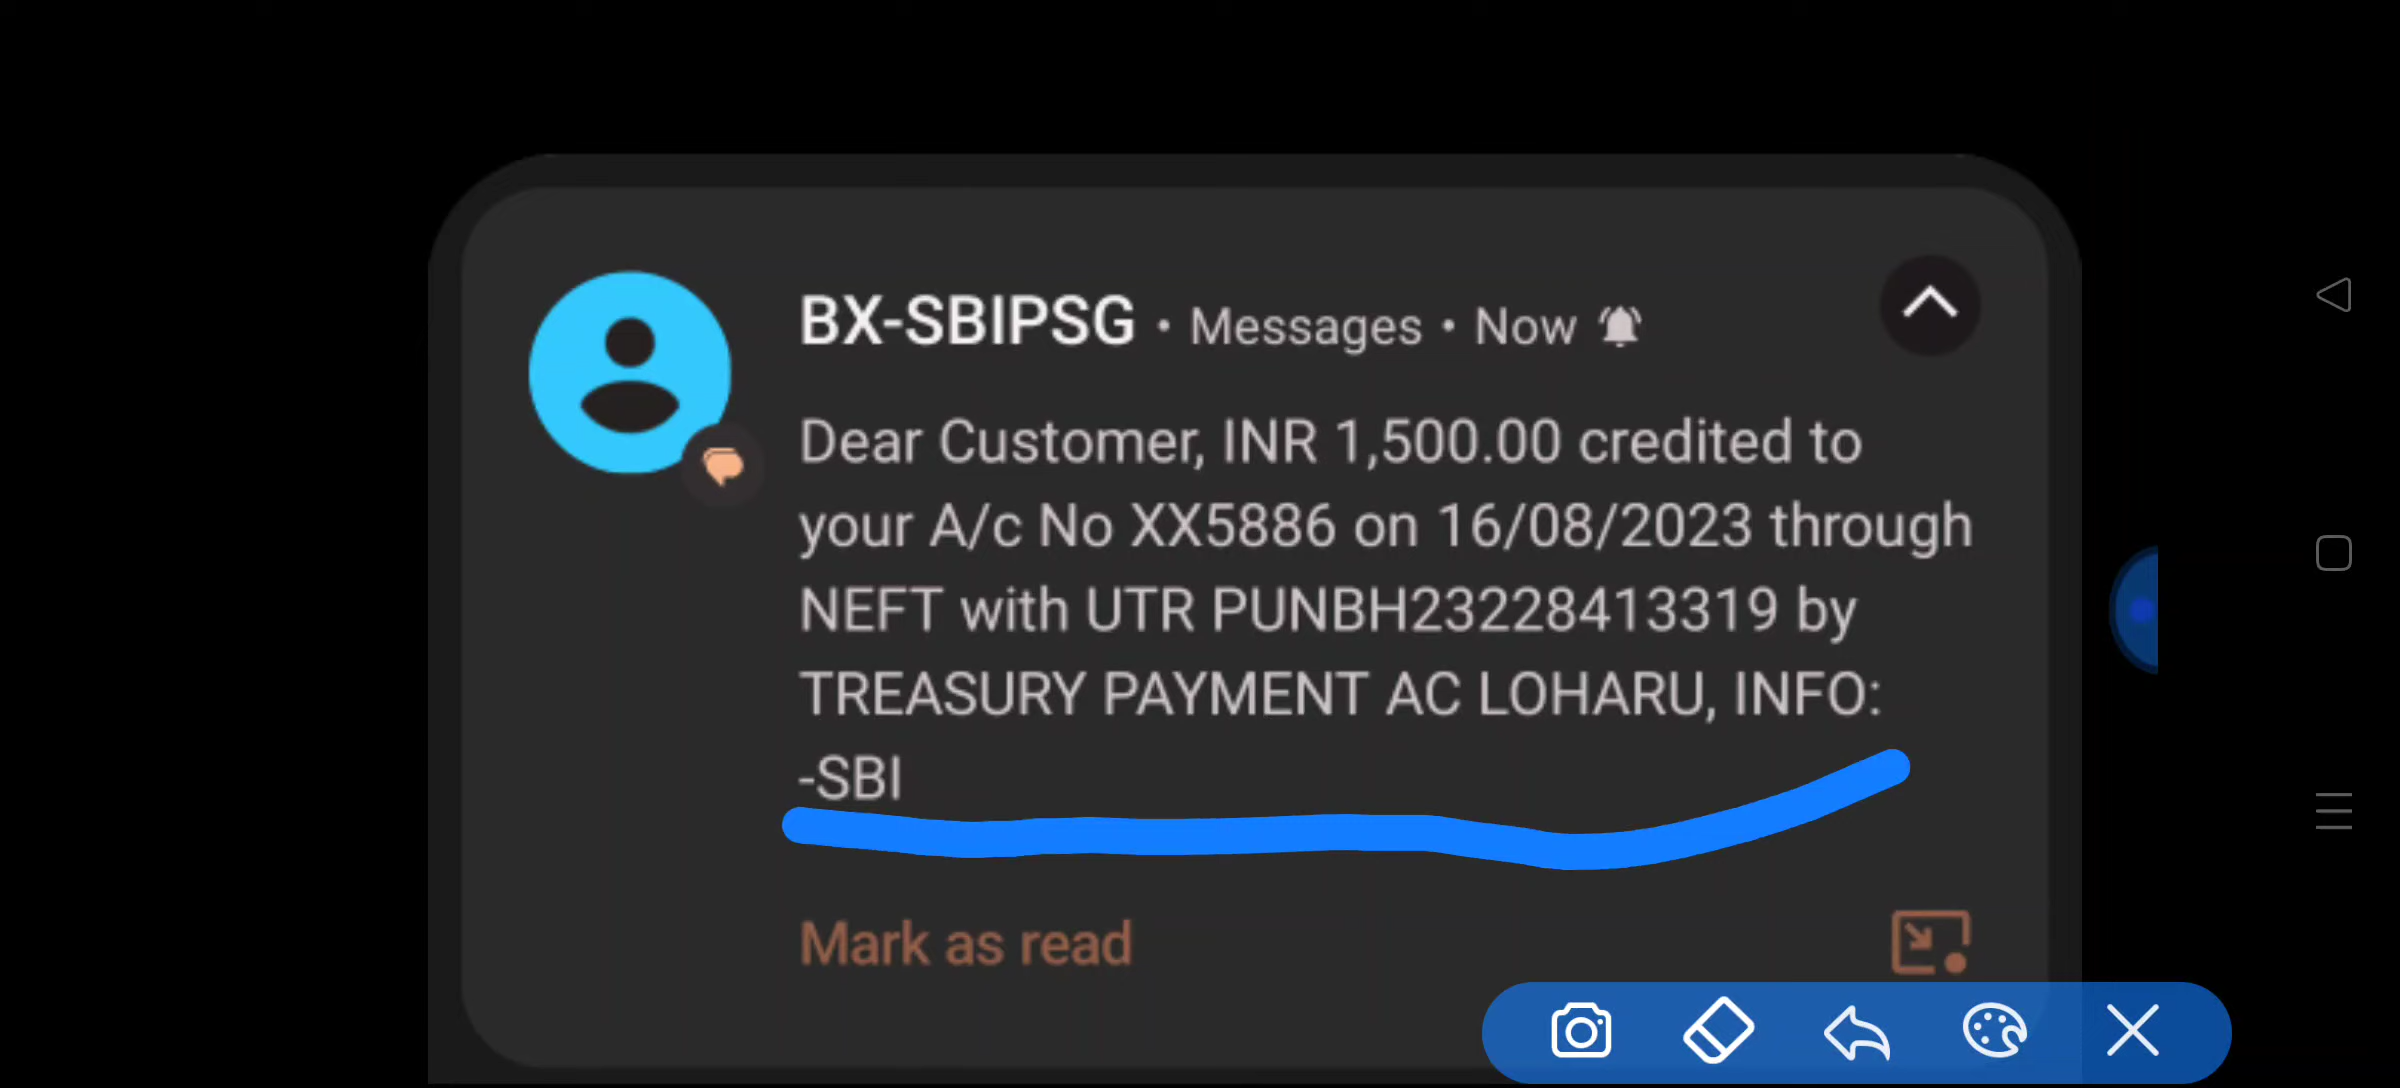 BX-SBIPSG • Messages • Now
Dear Customer, INR 1,500.00 credited to
your A/c No XX5886 on 16/08/2023 through
NEFT with UTR PUNBH23228413319 by
TREASURY PAYMENT AC LOHARU, INFO:
-SBI
Mark as read